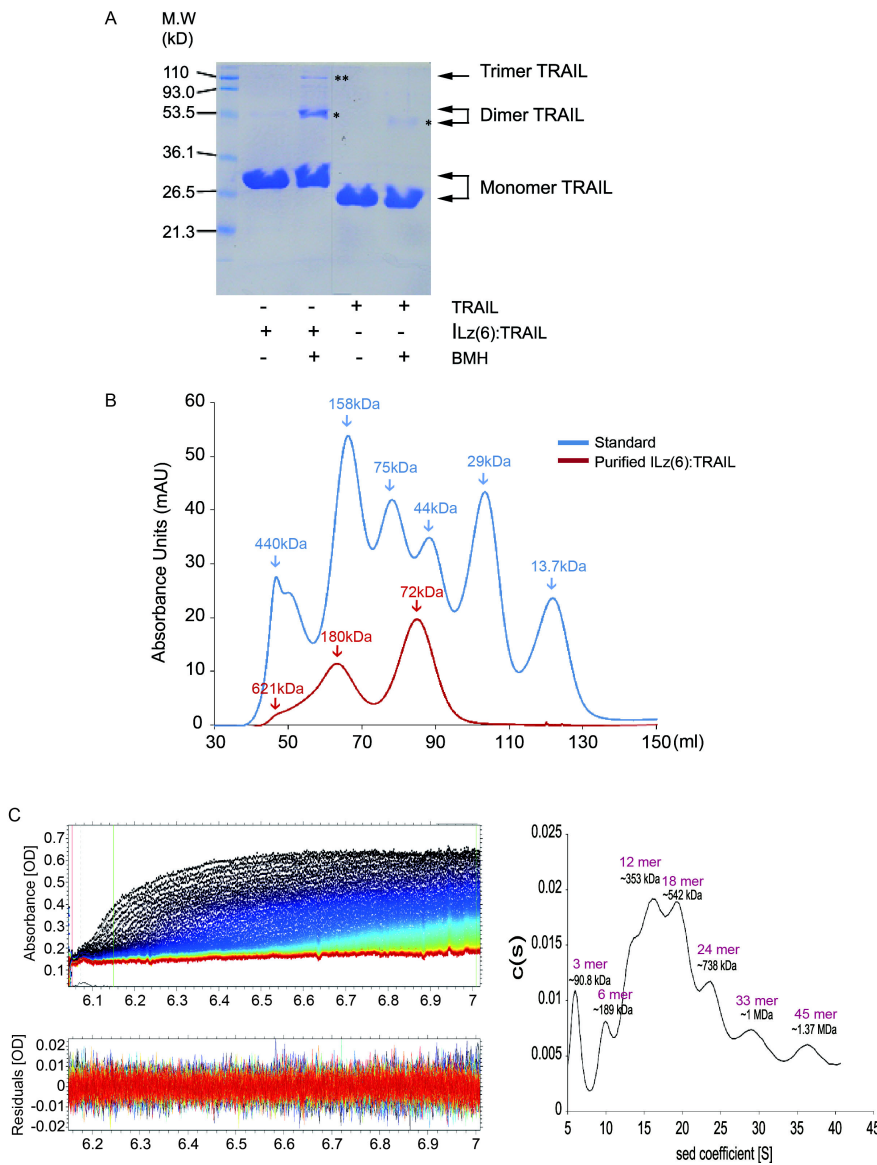 A
M.W
(kD)
110
93.0
53.5
36.1
26.5
21.3
**
*
*
Trimer TRAIL
Dimer TRAIL
Monomer TRAIL
- - + + TRAIL
+ + - - ILz(6):TRAIL
- + - + BMH
B
Absorbance Units (mAU)
60
50
40
30
20
10
0
30 50 70 90 110 130 150 (ml)
440kDa
158kDa
75kDa
44kDa
29kDa
13.7kDa
621kDa
180kDa
72kDa
Standard
Purified ILz(6):TRAIL
C
Absorbance [OD]
0.7
0.6
0.5
0.4
0.3
0.2
0.1
6.1 6.2 6.3 6.4 6.5 6.6 6.7 6.8 6.9 7
Residuals [OD]
0.02
0.01
0
-0.01
-0.02
6.2 6.3 6.4 6.5 6.6 6.7 6.8 6.9 7
c(s)
0.025
0.02
0.015
0.01
0.005
0
3 mer
~90.8 kDa
6 mer
~189 kDa
12 mer
~353 kDa
18 mer
~542 kDa
24 mer
~738 kDa
33 mer
~1 MDa
45 mer
~1.37 MDa
5 10 15 20 25 30 35 40 45
sed coefficient [S]